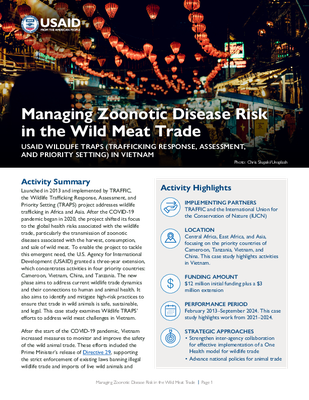 USAID
FROM THE AMERICAN PEOPLE
Managing Zoonotic Disease Risk
in the Wild Meat Trade
USAID WILDLIFE TRAPS (TRAFFICKING RESPONSE, ASSESSMENT,
AND PRIORITY SETTING) IN VIETNAM
Photo: Chris Slupski/Unsplash
Activity Summary
Launched in 2013 and implemented by TRAFFIC,
the Wildlife Trafficking Response, Assessment, and
Priority Setting (TRAPS) project addresses wildlife
trafficking in Africa and Asia. After the COVID-19
pandemic began in 2020, the project shifted its focus
to the global health risks associated with the wildlife
trade, particularly the transmission of zoonotic
diseases associated with the harvest, consumption,
and sale of wild meat. To enable the project to tackle
this emergent need, the U.S. Agency for International
Development (USAID) granted a three-year extension,
which concentrates activities in four priority countries:
Cameroon, Vietnam, China, and Tanzania. The new
phase aims to address current wildlife trade dynamics
and their connections to human and animal health. It
also aims to identify and mitigate high-risk practices to
ensure that trade in wild animals is safe, sustainable,
and legal. This case study examines Wildlife TRAPS'
efforts to address wild meat challenges in Vietnam.
After the start of the COVID-19 pandemic, Vietnam
increased measures to monitor and improve the safety
of the wild animal trade. These efforts included the
Prime Minister's release of Directive 29, supporting
the strict enforcement of existing laws banning illegal
wildlife trade and imports of live wild animals and
Activity Highlights
IMPLEMENTING PARTNERS
TRAFFIC and the International Union for
the Conservation of Nature (IUCN)
LOCATION
Central Africa, East Africa, and Asia,
focusing on the priority countries of
Cameroon, Tanzania, Vietnam, and
China. This case study highlights activities
in Vietnam.
FUNDING AMOUNT
$12 million initial funding plus a $3
million extension
PERFORMANCE PERIOD
February 2013–September 2024. This case
study highlights work from 2021–2024.
STRATEGIC APPROACHES
• Strengthen inter-agency collaboration
for effective implementation of a One
Health model for wildlife trade
• Advance national policies for animal trade
Managing Zoonotic Disease Risk in the Wild Meat Trade | Page 1